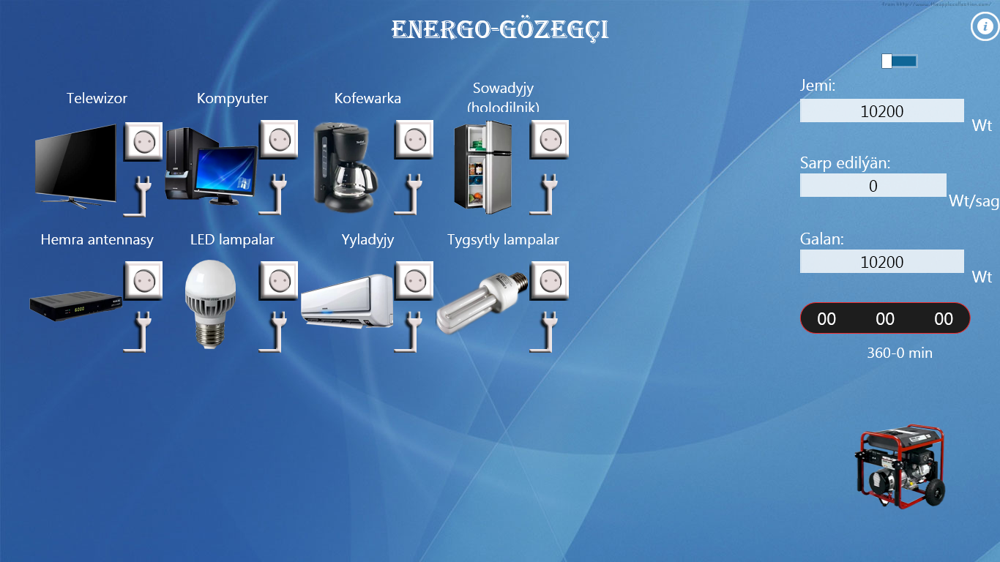 from http://www.theapplecollection.com/
ENERGO-GÖZEGÇI
Telewizor
Kompyuter
Kofewarka
Sowadyjy
(holodilnik)
Hemra antennasy
LED lampalar
Yyladyjy
Tygsytly lampalar
Jemi:
10200
Wt
Sarp edilýän:
0
Wt/sag
Galan:
10200
Wt
00 00 00
360-0 min